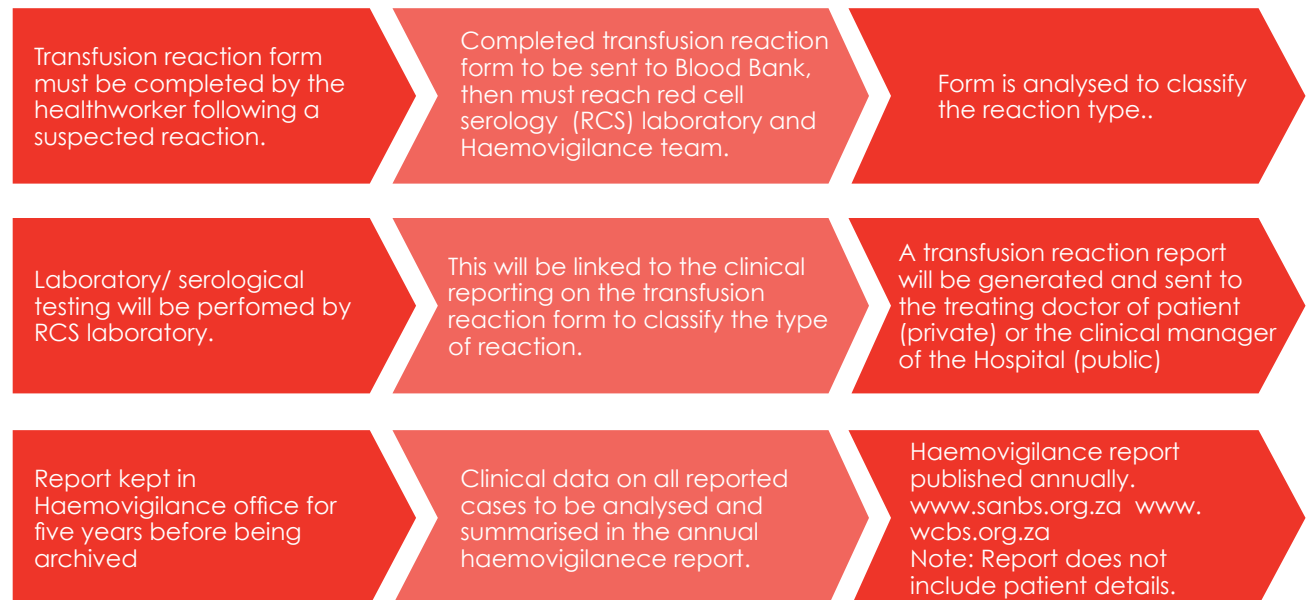 Transfusion reaction form
must be completed by the
healthworker following a
suspected reaction.
Completed transfusion reaction
form to be sent to Blood Bank,
then must reach red cell
serology (RCS) laboratory and
Haemovigilance team.
Form is analysed to classify
the reaction type..
Laboratory/ serological
testing will be perfomed by
RCS laboratory.
This will be linked to the clinical
reporting on the transfusion
reaction form to classify the type
of reaction.
A transfusion reaction report
will be generated and sent to
the treating doctor of patient
(private) or the clinical manager
of the Hospital (public)
Report kept in
Haemovigilance office for
five years before being
archived
Clinical data on all reported
cases to be analysed and
summarised in the annual
haemovigilanece report.
Haemovigilance report
published annually.
www.sanbs.org.za www.
wcbs.org.za
Note: Report does not
include patient details.